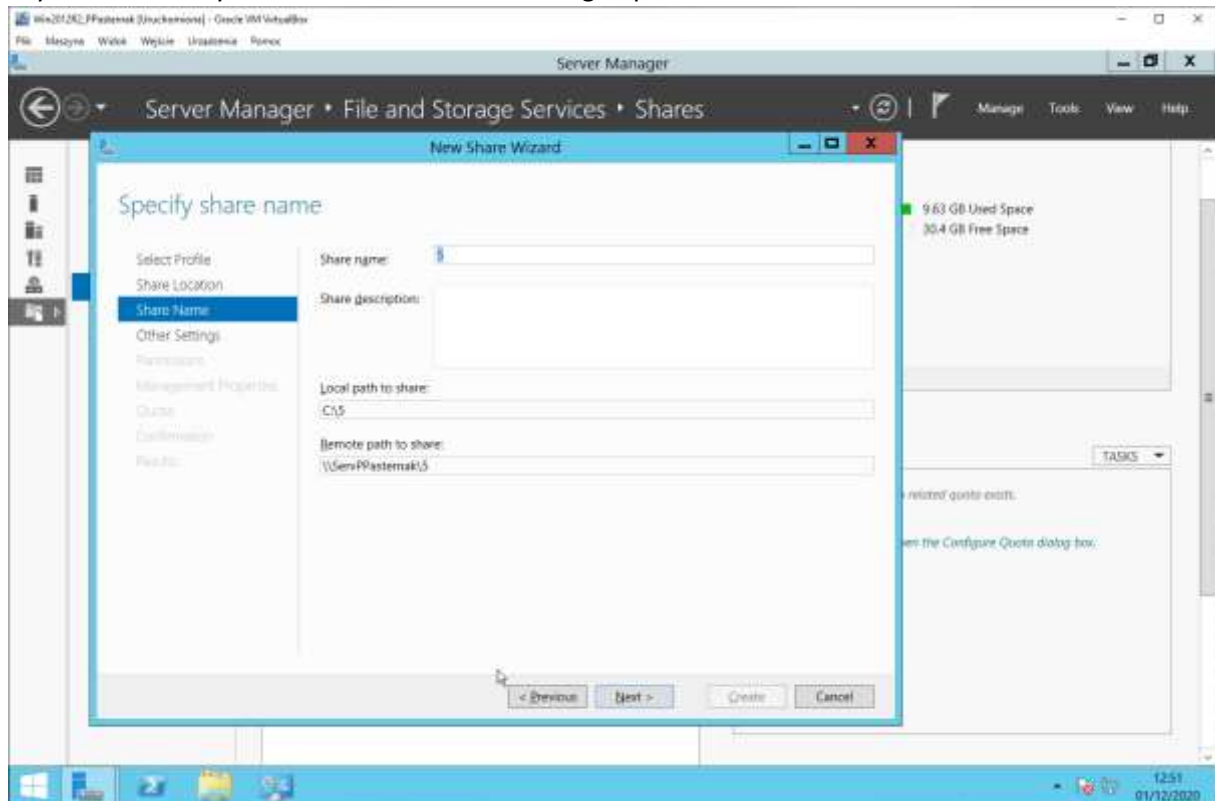 Win2012R2_PPasternak [Uruchomiona] - Oracle VM VirtualBox
Plik Maszyna Widok Wejście Urządzenia Pomoc
Server Manager
Server Manager • File and Storage Services • Shares
Manage Tools View Help
New Share Wizard
Specify share name
9.63 GB Used Space
30.4 GB Free Space
Select Profile
Share Location
Share Name
Other Settings
Permissions
Management Properties
Quota
Confirmation
Results
Share name: 5
Share description:
Local path to share:
C:\5
Remote path to share:
\\ServPPasternak\5
TASKS
related quota exists.
the Configure Quota dialog box.
< Previous Next > Create Cancel
12:51
01/12/2020